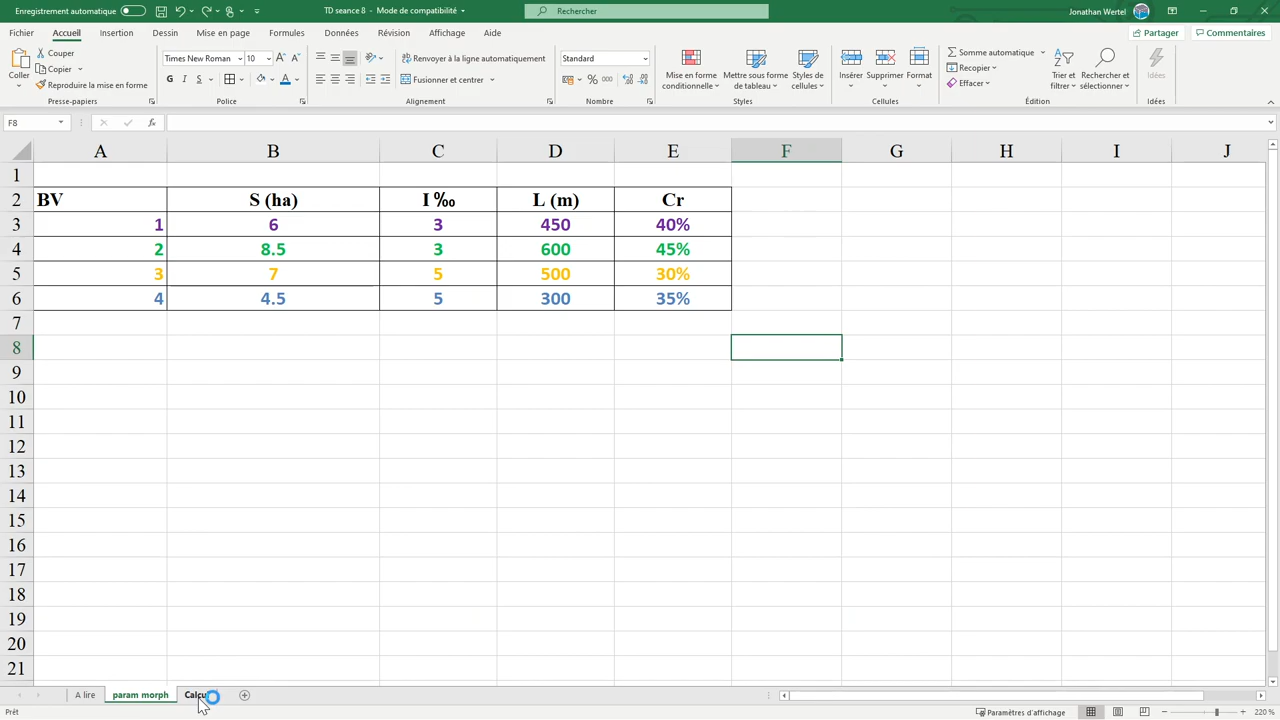 Enregistrement automatique TD seance 8 - Mode de compatibilité Rechercher Jonathan Wertel
Fichier Accueil Insertion Dessin Mise en page Formules Données Révision Affichage Aide Partager Commentaires
Couper
Copier
Reproduire la mise en forme
Coller
Presse-papiers
Times New Roman 10
G I S
Police
Renvoyer à la ligne automatiquement
Fusionner et centrer
Alignement
Standard
% 000
Nombre
Mise en forme conditionnelle
Mettre sous forme de tableau
Styles de cellules
Styles
Insérer Supprimer Format
Cellules
Somme automatique
Recopier
Effacer
Trier et filtrer
Rechercher et sélectionner
Édition
Idées
Idées
F8 fx
A B C D E F G H I J
1
2 BV S (ha) I ‰ L (m) Cr
3 1 6 3 450 40%
4 2 8.5 3 600 45%
5 3 7 5 500 30%
6 4 4.5 5 300 35%
7
8
9
10
11
12
13
14
15
16
17
18
19
20
21
A lire param morph Calcu
Prêt Paramètres d'affichage 220 %